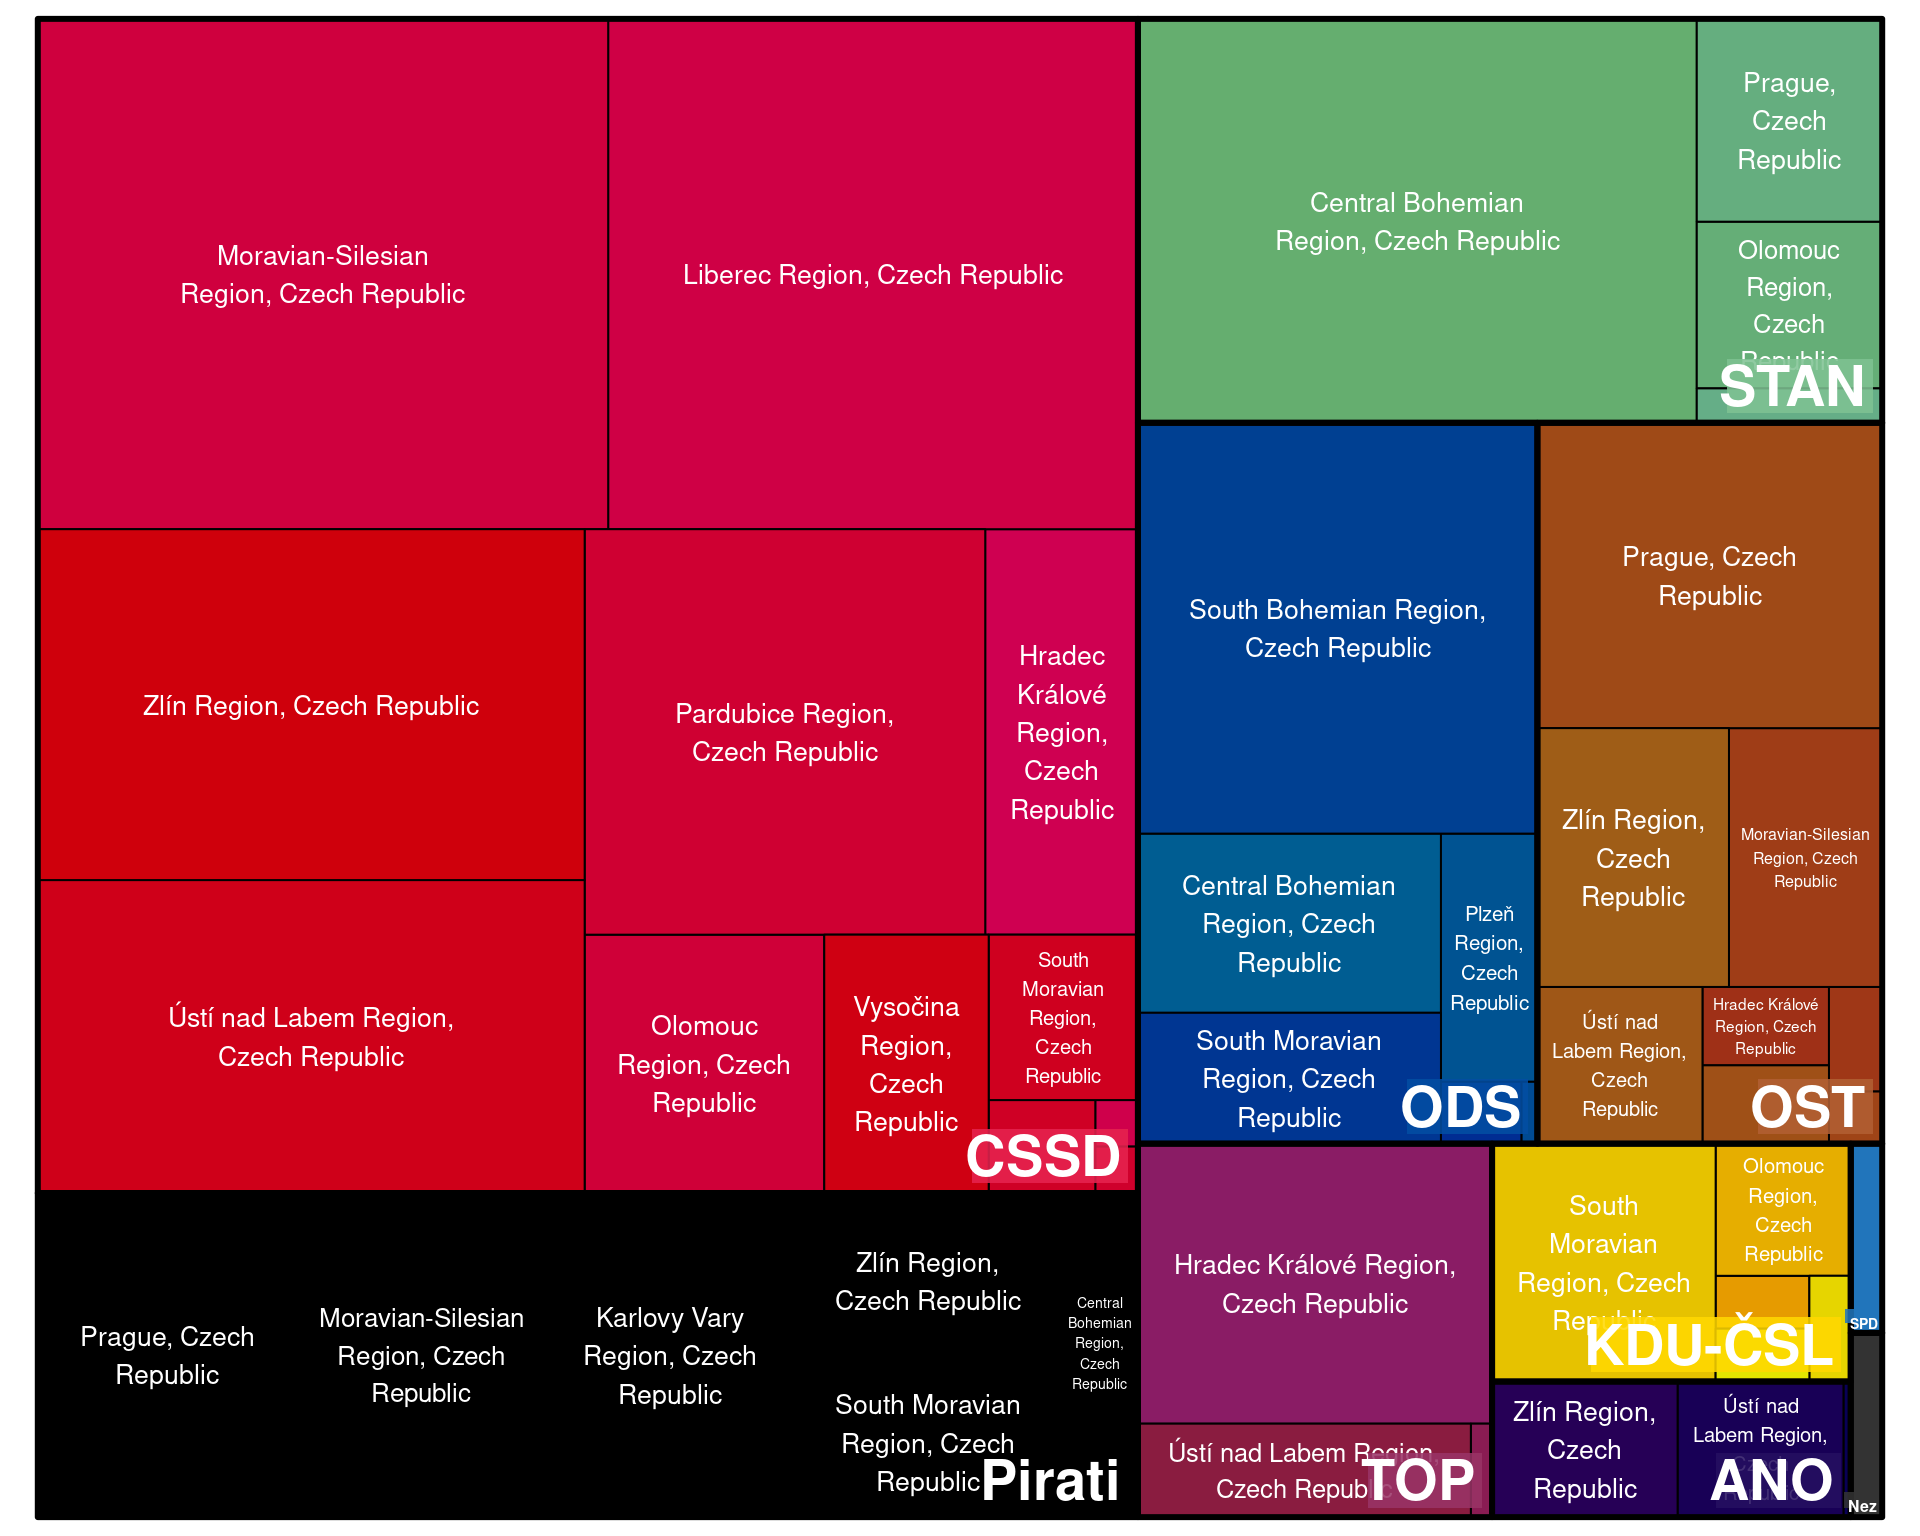 Moravian-Silesian
Region, Czech Republic
Liberec Region, Czech Republic
Zlín Region, Czech Republic
Pardubice Region,
Czech Republic
Hradec
Králové
Region,
Czech
Republic
Ústí nad Labem Region,
Czech Republic
Olomouc
Region, Czech
Republic
Vysočina
Region,
Czech
Republic
South
Moravian
Region,
Czech
Republic
CSSD
Prague, Czech
Republic
Moravian-Silesian
Region, Czech
Republic
Karlovy Vary
Region, Czech
Republic
Zlín Region,
Czech Republic
South Moravian
Region, Czech
Republic
Central
Bohemian
Region,
Czech
Republic
Pirati
Central Bohemian
Region, Czech Republic
Prague,
Czech
Republic
Olomouc
Region,
Czech
Republic
STAN
South Bohemian Region,
Czech Republic
Central Bohemian
Region, Czech
Republic
Plzeň
Region,
Czech
Republic
South Moravian
Region, Czech
Republic
ODS
Prague, Czech
Republic
Zlín Region,
Czech
Republic
Moravian-Silesian
Region, Czech
Republic
Ústí nad
Labem Region,
Czech
Republic
Hradec Králové
Region, Czech
Republic
OST
Hradec Králové Region,
Czech Republic
Ústí nad Labem Region,
Czech Republic
TOP
South
Moravian
Region, Czech
Republic
Olomouc
Region,
Czech
Republic
KDU-ČSL
SPD
Zlín Region,
Czech
Republic
Ústí nad
Labem Region,
ANO
Nez